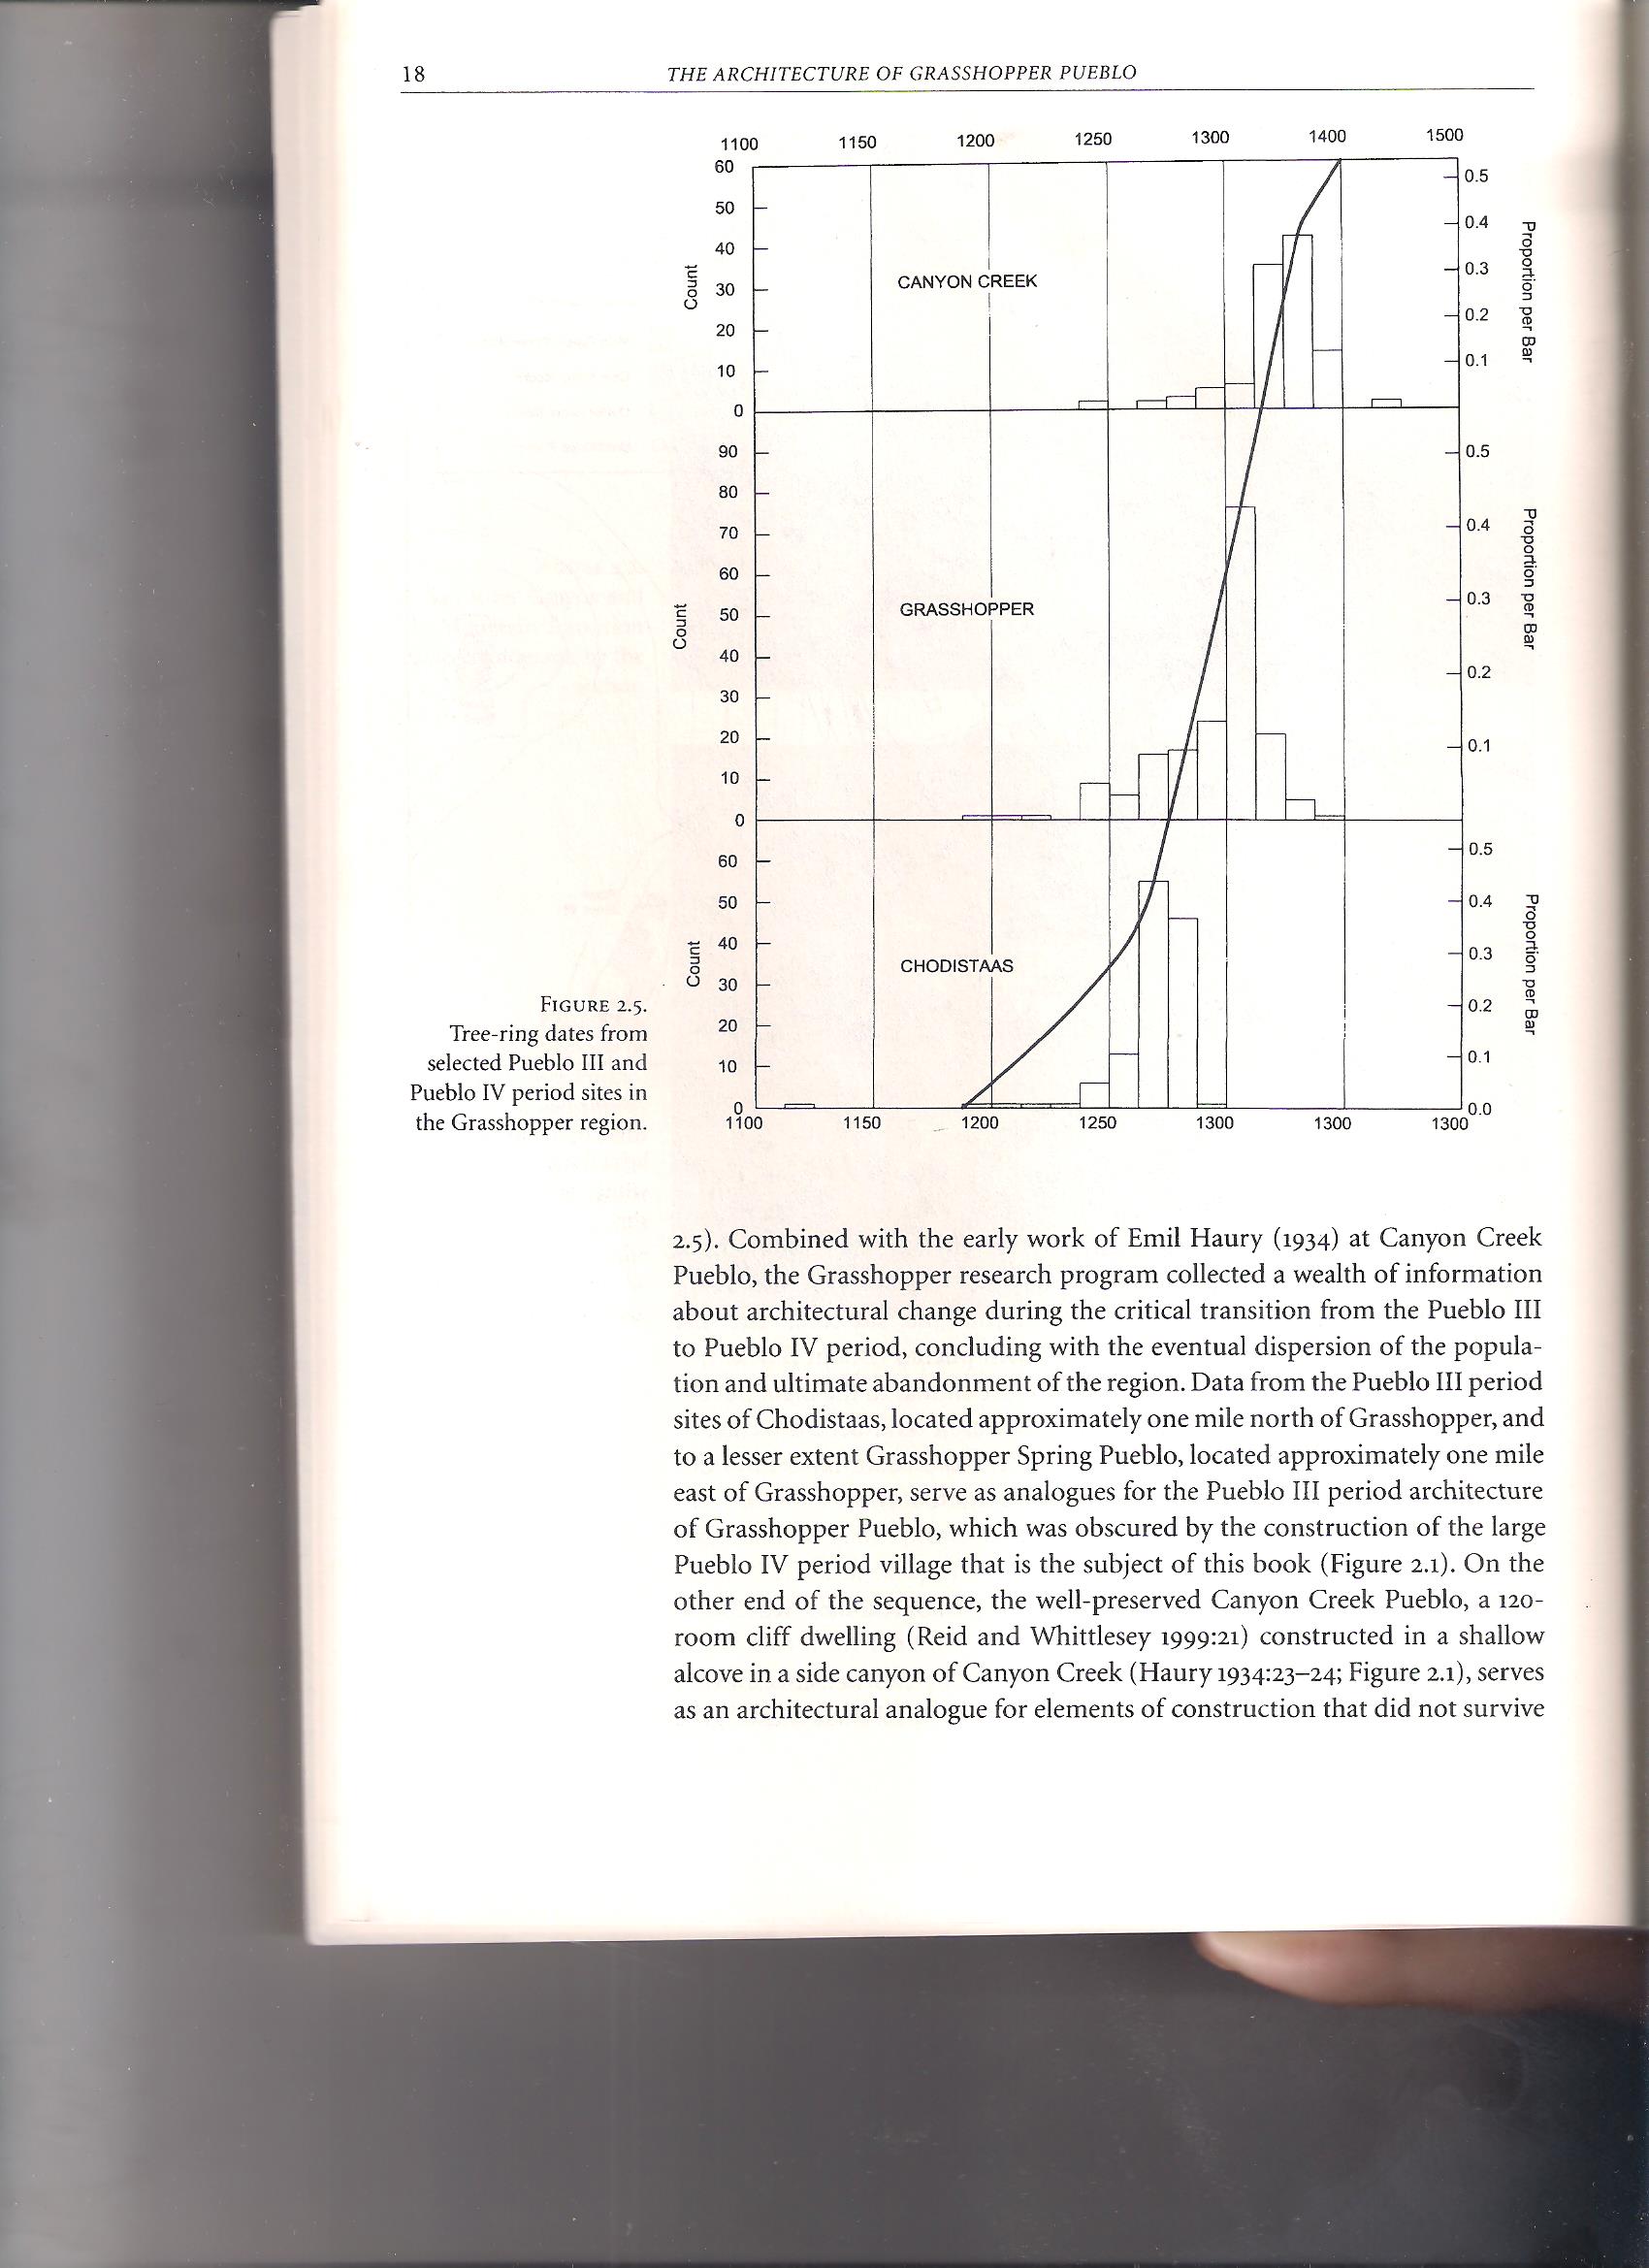 18
THE ARCHITECTURE OF GRASSHOPPER PUEBLO
1100 1150 1200 1250 1300 1400 1500
60
50
40
30
20
10
0
Count
CANYON CREEK
0.5
0.4
0.3
0.2
0.1
Proportion per Bar
90
80
70
60
50
40
30
20
10
0
Count
GRASSHOPPER
0.5
0.4
0.3
0.2
0.1
Proportion per Bar
60
50
40
30
20
10
0
Count
CHODISTAAS
0.5
0.4
0.3
0.2
0.1
0.0
Proportion per Bar
1100 1150 1200 1250 1300 1300 1300
FIGURE 2.5.
Tree-ring dates from
selected Pueblo III and
Pueblo IV period sites in
the Grasshopper region.
2.5). Combined with the early work of Emil Haury (1934) at Canyon Creek
Pueblo, the Grasshopper research program collected a wealth of information
about architectural change during the critical transition from the Pueblo III
to Pueblo IV period, concluding with the eventual dispersion of the popula-
tion and ultimate abandonment of the region. Data from the Pueblo III period
sites of Chodistaas, located approximately one mile north of Grasshopper, and
to a lesser extent Grasshopper Spring Pueblo, located approximately one mile
east of Grasshopper, serve as analogues for the Pueblo III period architecture
of Grasshopper Pueblo, which was obscured by the construction of the large
Pueblo IV period village that is the subject of this book (Figure 2.1). On the
other end of the sequence, the well-preserved Canyon Creek Pueblo, a 120-
room cliff dwelling (Reid and Whittlesey 1999:21) constructed in a shallow
alcove in a side canyon of Canyon Creek (Haury 1934:23–24; Figure 2.1), serves
as an architectural analogue for elements of construction that did not survive